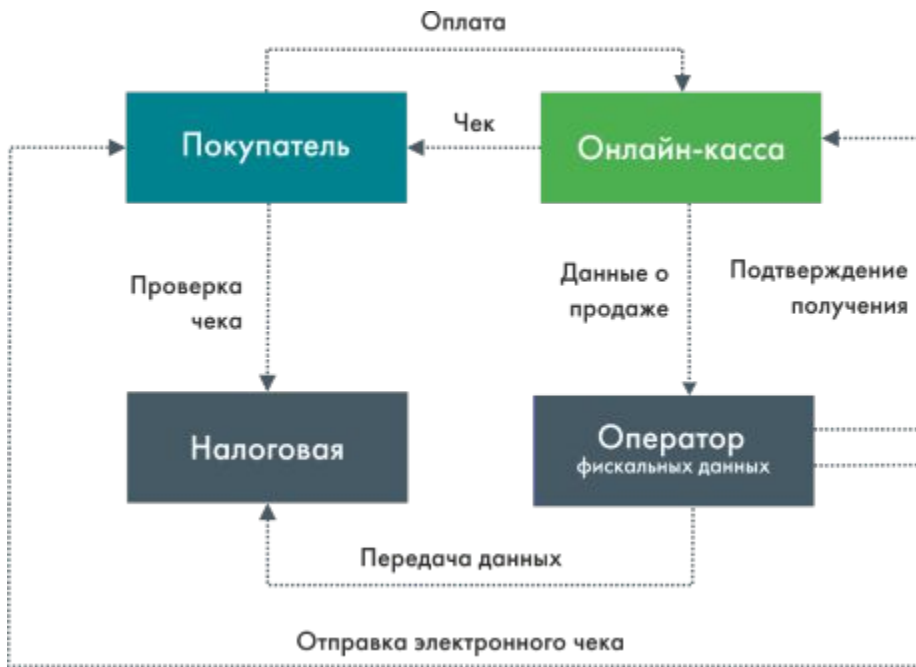 Оплата
Покупатель
Чек
Онлайн-касса
Проверка
чека
Данные о
продаже
Подтверждение
получения
Налоговая
Оператор
фискальных данных
Передача данных
Отправка электронного чека